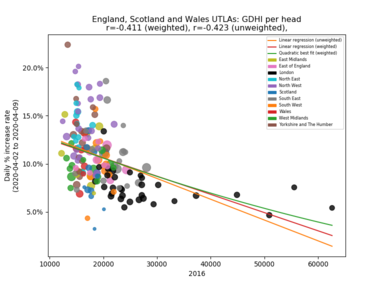 England, Scotland and Wales UTLAs: GDHI per head
r=-0.411 (weighted), r=-0.423 (unweighted),
Daily % increase rate
(2020-04-02 to 2020-04-09)
20.0%
15.0%
10.0%
5.0%
Linear regression (unweighted)
Linear regression (weighted)
Quadratic best fit (weighted)
East Midlands
East of England
London
North East
North West
Scotland
South East
South West
Wales
West Midlands
Yorkshire and The Humber
10000 20000 30000 40000 50000 60000
2016